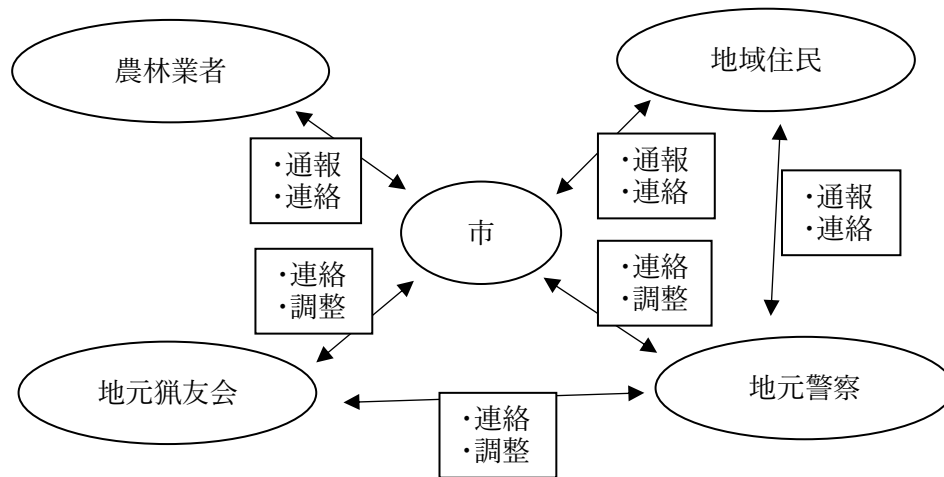 農林業者
地域住民
・通報
・連絡
・通報
・連絡
・通報
・連絡
市
・連絡
・調整
・連絡
・調整
地元猟友会
地元警察
・連絡
・調整